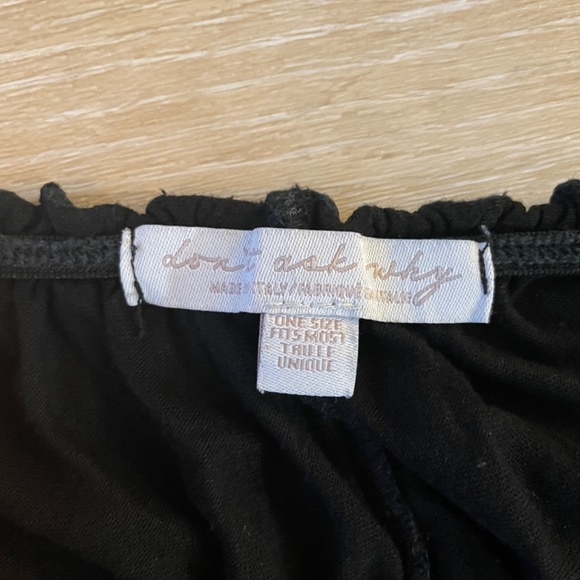 don't ask why
MADE IN ITALY/FABRIQUÉ EN ITALIE
ONE SIZE
FITS MOST
TAILLE
UNIQUE